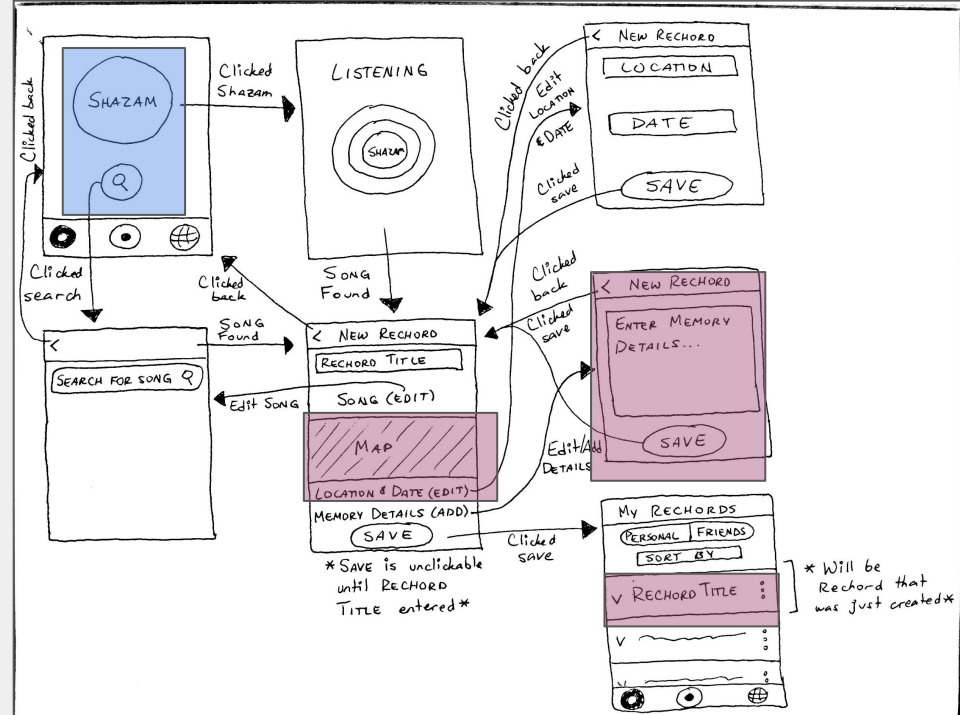 SHAZAM
Clicked back
Clicked
Shazam
LISTENING
SHAZAM
Clicked back
Edit
LOCATION
& DATE
< NEW RECHORD
LOCATION
DATE
SAVE
Clicked
save
Clicked
search
Clicked
back
SONG
FOUND
SONG
FOUND
<
SEARCH FOR SONG
Edit SONG
< NEW RECHORD
RECHORD TITLE
SONG (EDIT)
MAP
LOCATION & DATE (EDIT)
MEMORY DETAILS (ADD)
SAVE
* SAVE is unclickable
until RECHORD
TITLE entered *
Clicked
back
Clicked
save
Edit/Add
DETAILS
< NEW RECHORD
ENTER MEMORY
DETAILS...
SAVE
Clicked
save
MY RECHORDS
PERSONAL FRIENDS
SORT BY
v RECHORD TITLE
* Will be
Rechord that
was just created *